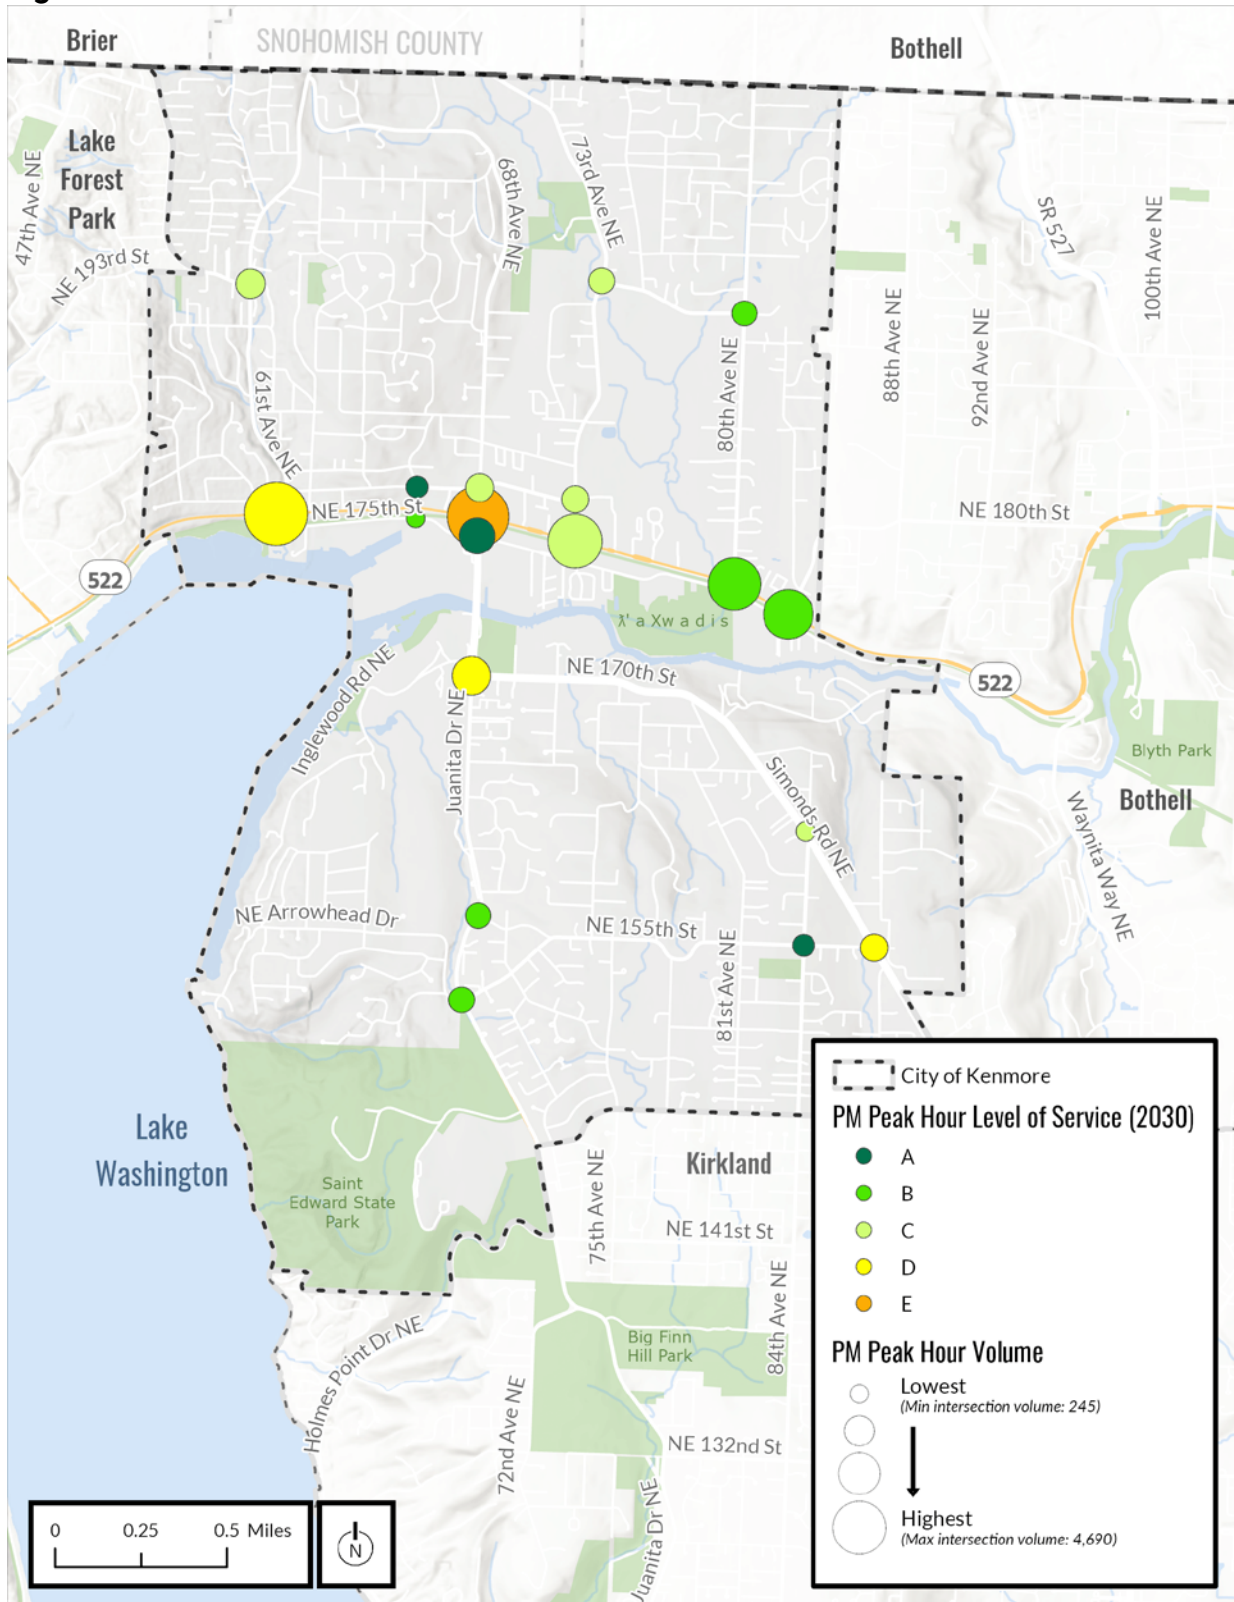 Brier
SNOHOMISH COUNTY
Bothell
Lake
Forest
Park
47th Ave NE
NE 193rd St
68th Ave NE
73rd Ave NE
SR 527
100th Ave NE
88th Ave NE
92nd Ave NE
80th Ave NE
61st Ave NE
NE 175th St
NE 180th St
522
ƛ' a Xw a d i s
NE 170th St
522
Inglewood Rd NE
Juanita Dr NE
Simonds Rd NE
Blyth Park
Bothell
Waynita Way NE
NE Arrowhead Dr
NE 155th St
81st Ave NE
Lake
Washington
Saint
Edward State
Park
Kirkland
75th Ave NE
NE 141st St
84th Ave NE
Big Finn
Hill Park
Holmes Point Dr NE
72nd Ave NE
NE 132nd St
Juanita Dr NE
City of Kenmore
PM Peak Hour Level of Service (2030)
A
B
C
D
E
PM Peak Hour Volume
Lowest
(Min intersection volume: 245)
Highest
(Max intersection volume: 4,690)
0 0.25 0.5 Miles
N